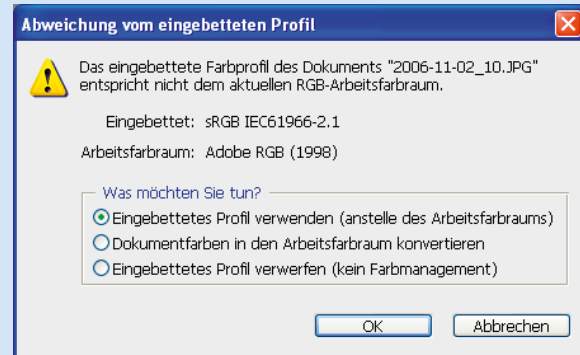 Abweichung vom eingebetteten Profil
Das eingebettete Farbprofil des Dokuments "2006-11-02_10.JPG"
entspricht nicht dem aktuellen RGB-Arbeitsfarbraum.
Eingebettet: sRGB IEC61966-2.1
Arbeitsfarbraum: Adobe RGB (1998)
Was möchten Sie tun?
Eingebettetes Profil verwenden (anstelle des Arbeitsfarbraums)
Dokumentfarben in den Arbeitsfarbraum konvertieren
Eingebettetes Profil verwerfen (kein Farbmanagement)
OK Abbrechen